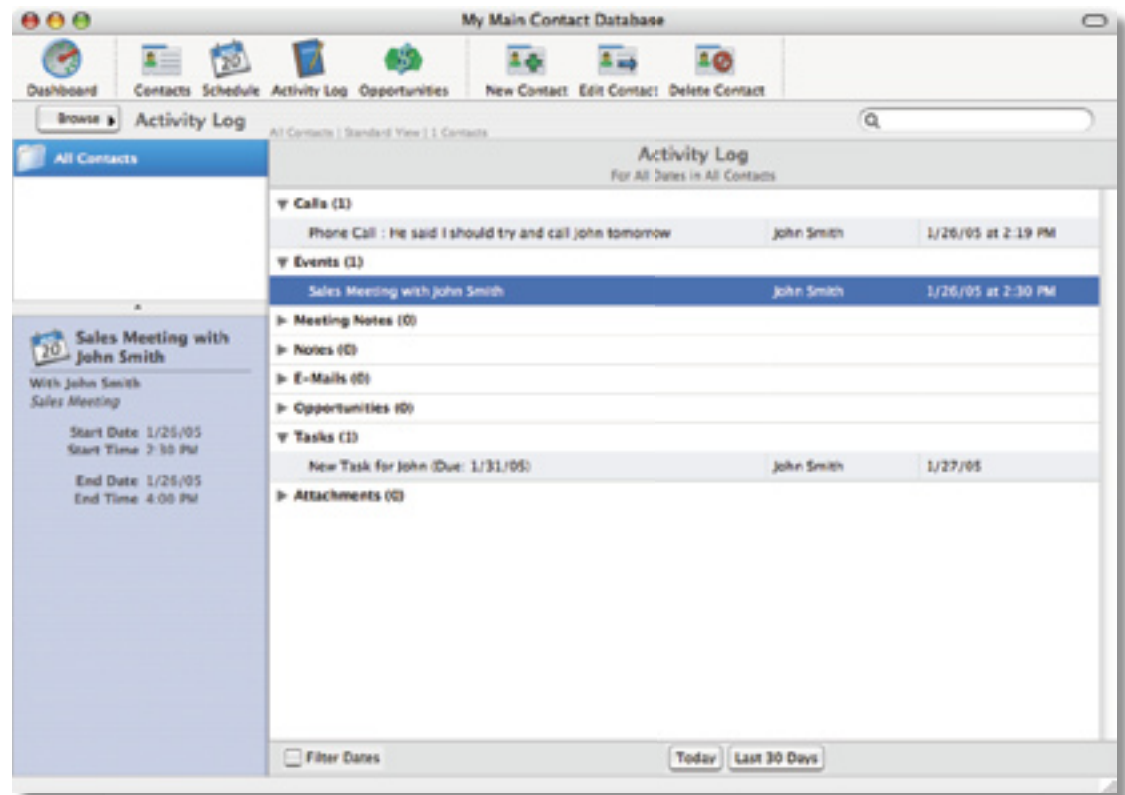 My Main Contact Database
Dashboard Contacts Schedule Activity Log Opportunities New Contact Edit Contact Delete Contact
Browse Activity Log
All Contacts | Standard View | 1 Contacts
All Contacts
Activity Log
For All Dates in All Contacts
Calls (1)
Phone Call : He said I should try and call John tomorrow John Smith 1/26/05 at 2:19 PM
Events (1)
Sales Meeting with John Smith John Smith 1/26/05 at 2:30 PM
Meeting Notes (0)
Notes (0)
E-Mails (0)
Opportunities (0)
Tasks (1)
New Task for John (Due: 1/31/05) John Smith 1/27/05
Attachments (0)
20
Sales Meeting with
John Smith
With John Smith
Sales Meeting
Start Date 1/26/05
Start Time 2:30 PM
End Date 1/26/05
End Time 4:00 PM
Filter Dates Today Last 30 Days